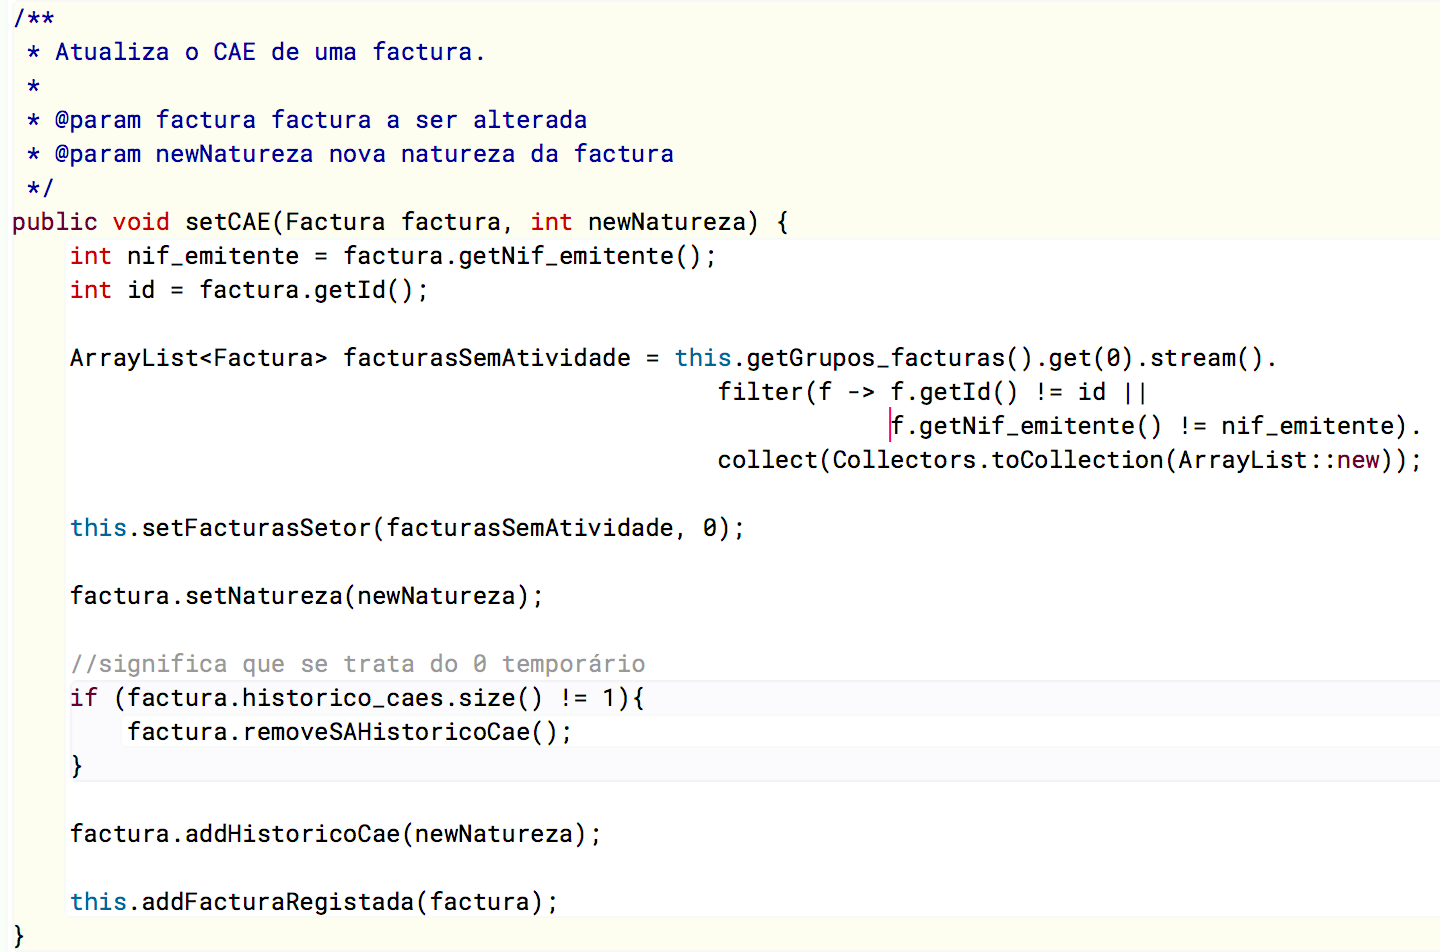 /**
 * Atualiza o CAE de uma factura.
 *
 * @param factura factura a ser alterada
 * @param newNatureza nova natureza da factura
 */
public void setCAE(Factura factura, int newNatureza) {
    int nif_emitente = factura.getNif_emitente();
    int id = factura.getId();

    ArrayList<Factura> facturasSemAtividade = this.getGrupos_facturas().get(0).stream().
                                                 filter(f -> f.getId() != id ||
                                                             f.getNif_emitente() != nif_emitente).
                                                 collect(Collectors.toCollection(ArrayList::new));

    this.setFacturasSetor(facturasSemAtividade, 0);

    factura.setNatureza(newNatureza);

    //significa que se trata do 0 temporário
    if (factura.historico_caes.size() != 1){
        factura.removeSAHistoricoCae();
    }

    factura.addHistoricoCae(newNatureza);

    this.addFacturaRegistada(factura);
}